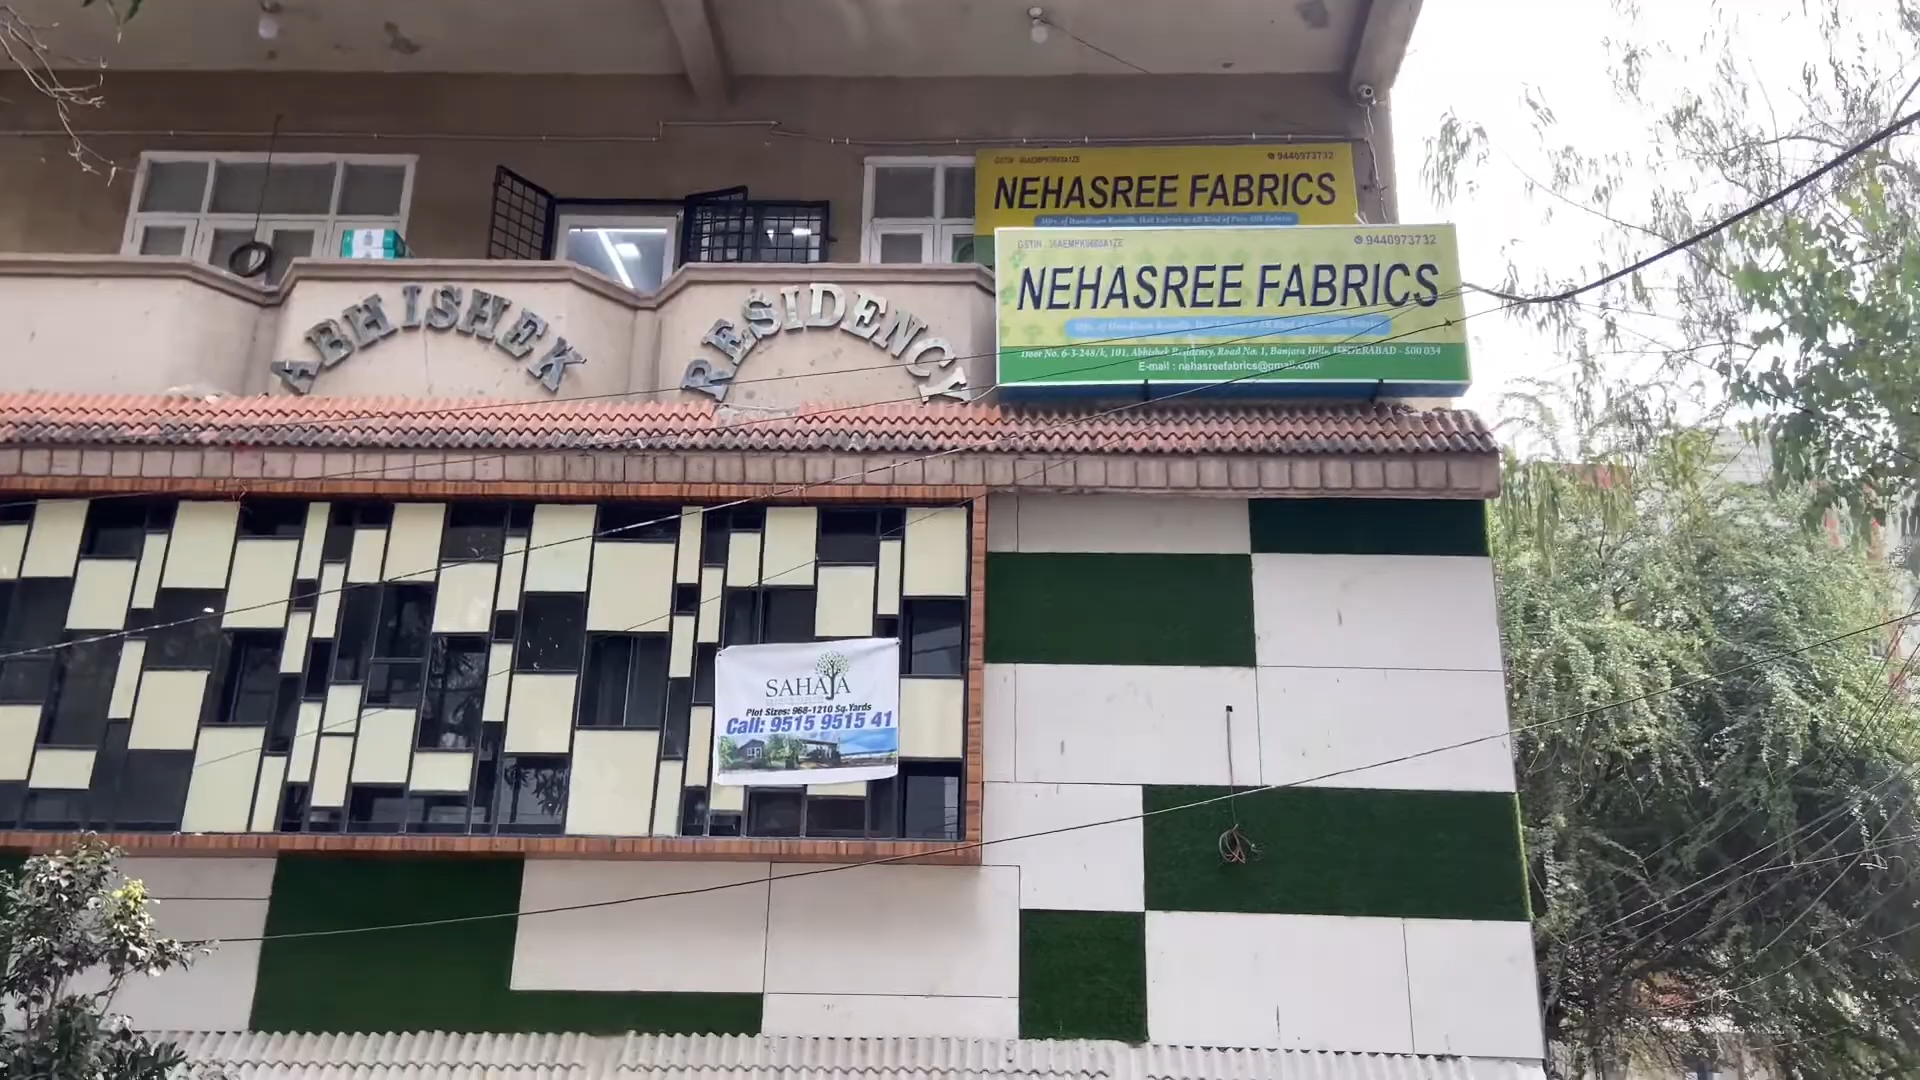 9440973732
NEHASREE FABRICS
9440973732
NEHASREE FABRICS
Door No. 6-3-248/k, 101, Abhishek Residency, Road No. 1, Banjara Hills, HYDERABAD - 500 034
E-mail : nehasreefabrics@gmail.com
ABHISHEK RESIDENCY
SAHAJA
Plot Sizes: 968-1210 Sq.Yards
Call: 9515 9515 41